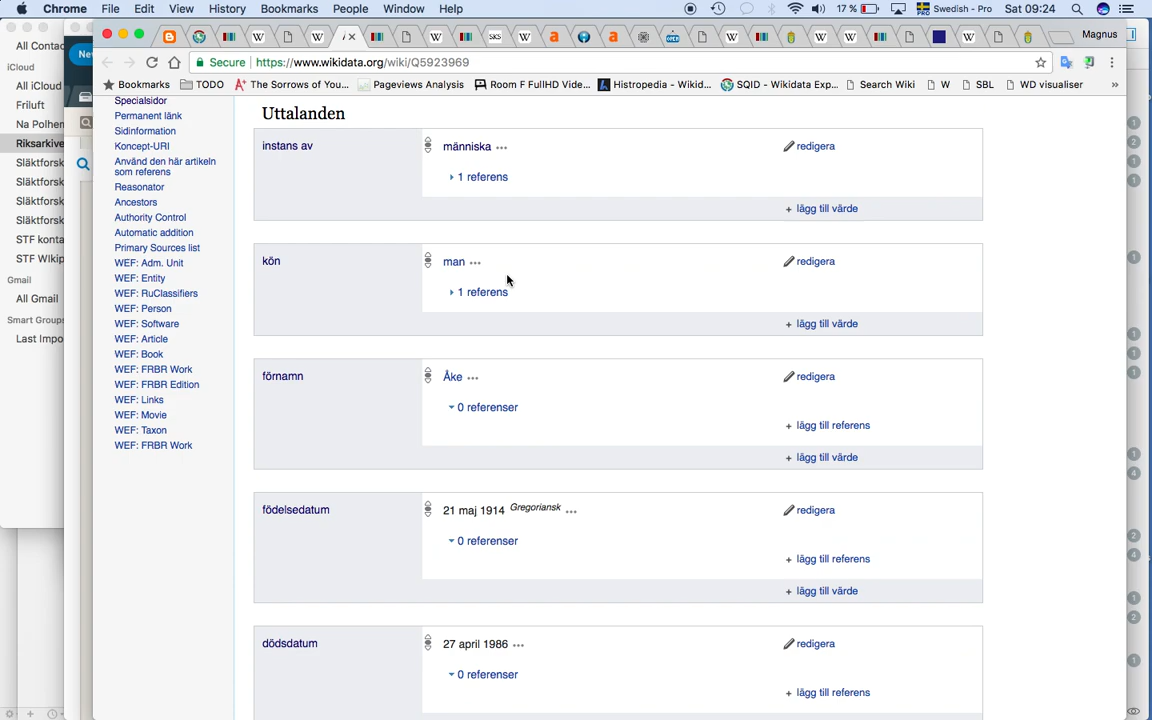 Chrome File Edit View History Bookmarks People Window Help 17 % Swedish - Pro Sat 09:24
Magnus
Secure https://www.wikidata.org/wiki/Q5923969
Bookmarks TODO The Sorrows of You... Pageviews Analysis Room F FullHD Vide... Histropedia - Wikid... SQID - Wikidata Exp... Search Wiki W SBL WD visualiser »
All Contac
iCloud
All iCloud
Friluft
Na Polhem
Riksarkive
Släktforsk
Släktforsk
Släktforsk
Släktforsk
STF konta
STF WIkip
Gmail
All Gmail
Smart Groups
Last Impo
Specialsidor
Permanent länk
Sidinformation
Koncept-URI
Använd den här artikeln
som referens
Reasonator
Ancestors
Authority Control
Automatic addition
Primary Sources list
WEF: Adm. Unit
WEF: Entity
WEF: RuClassifiers
WEF: Person
WEF: Software
WEF: Article
WEF: Book
WEF: FRBR Work
WEF: FRBR Edition
WEF: Links
WEF: Movie
WEF: Taxon
WEF: FRBR Work
Uttalanden
instans av människa redigera
1 referens
+ lägg till värde
kön man redigera
1 referens
+ lägg till värde
förnamn Åke redigera
0 referenser
+ lägg till referens
+ lägg till värde
födelsedatum 21 maj 1914 Gregoriansk redigera
0 referenser
+ lägg till referens
+ lägg till värde
dödsdatum 27 april 1986 redigera
0 referenser
+ lägg till referens